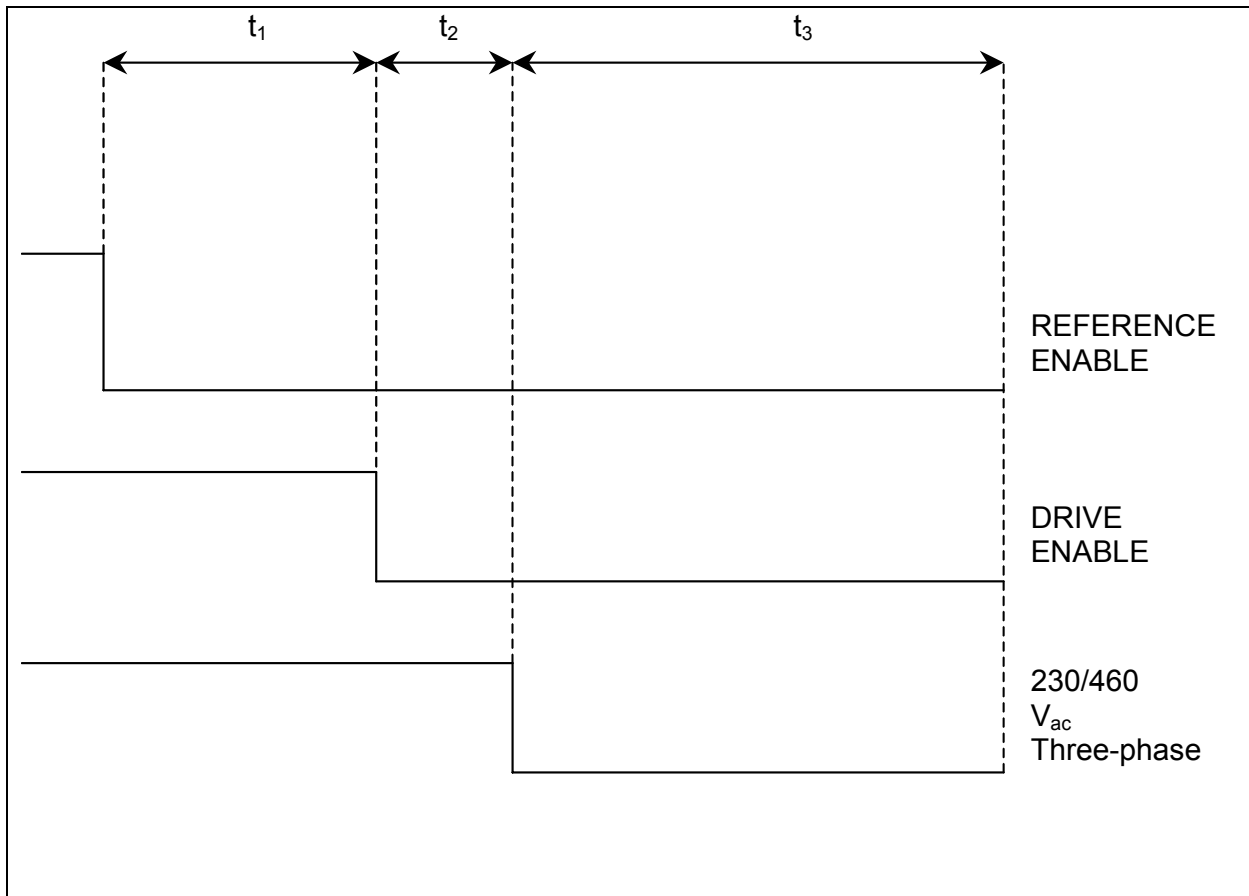 t₁ t₂ t₃
REFERENCE
ENABLE
DRIVE
ENABLE
230/460
Vₐc
Three-phase